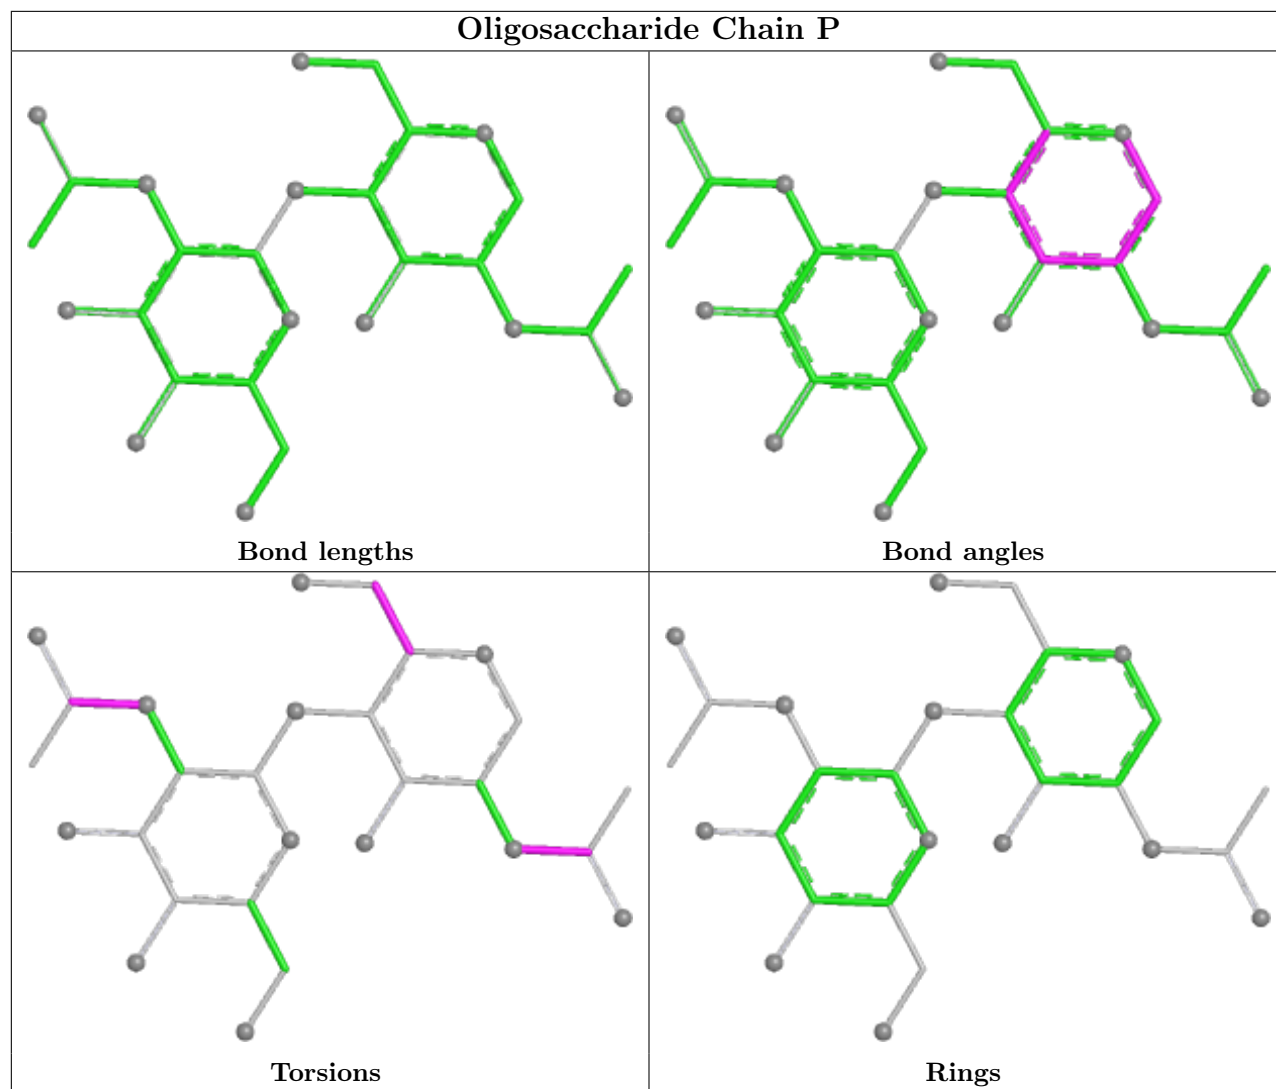 Oligosaccharide Chain P
Bond lengths
Bond angles
Torsions
Rings